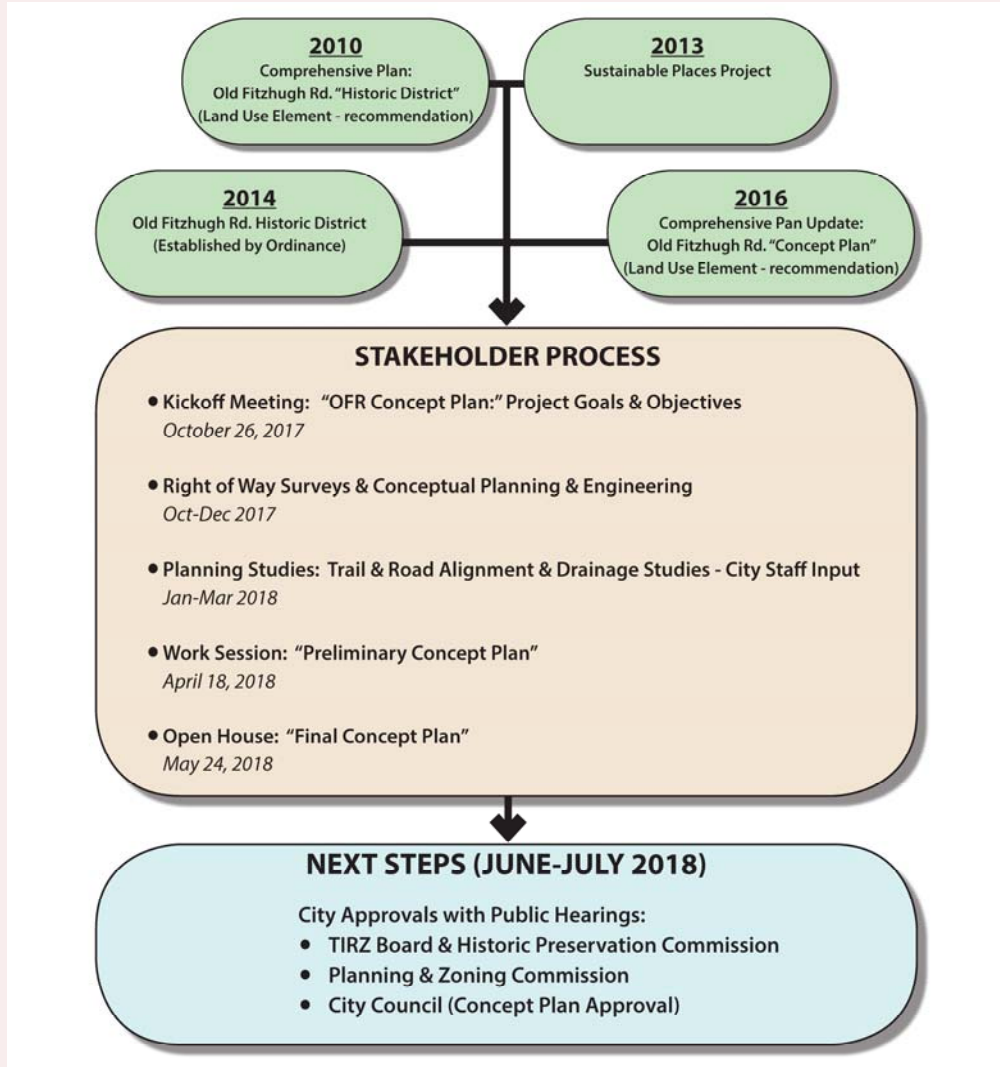 2010
Comprehensive Plan:
Old Fitzhugh Rd. “Historic District”
(Land Use Element - recommendation)
2013
Sustainable Places Project
2014
Old Fitzhugh Rd. Historic District
(Established by Ordinance)
2016
Comprehensive Pan Update:
Old Fitzhugh Rd. “Concept Plan”
(Land Use Element - recommendation)
STAKEHOLDER PROCESS
• Kickoff Meeting: “OFR Concept Plan:” Project Goals & Objectives
October 26, 2017
• Right of Way Surveys & Conceptual Planning & Engineering
Oct-Dec 2017
• Planning Studies: Trail & Road Alignment & Drainage Studies - City Staff Input
Jan-Mar 2018
• Work Session: “Preliminary Concept Plan”
April 18, 2018
• Open House: “Final Concept Plan”
May 24, 2018
NEXT STEPS (JUNE-JULY 2018)
City Approvals with Public Hearings:
• TIRZ Board & Historic Preservation Commission
• Planning & Zoning Commission
• City Council (Concept Plan Approval)